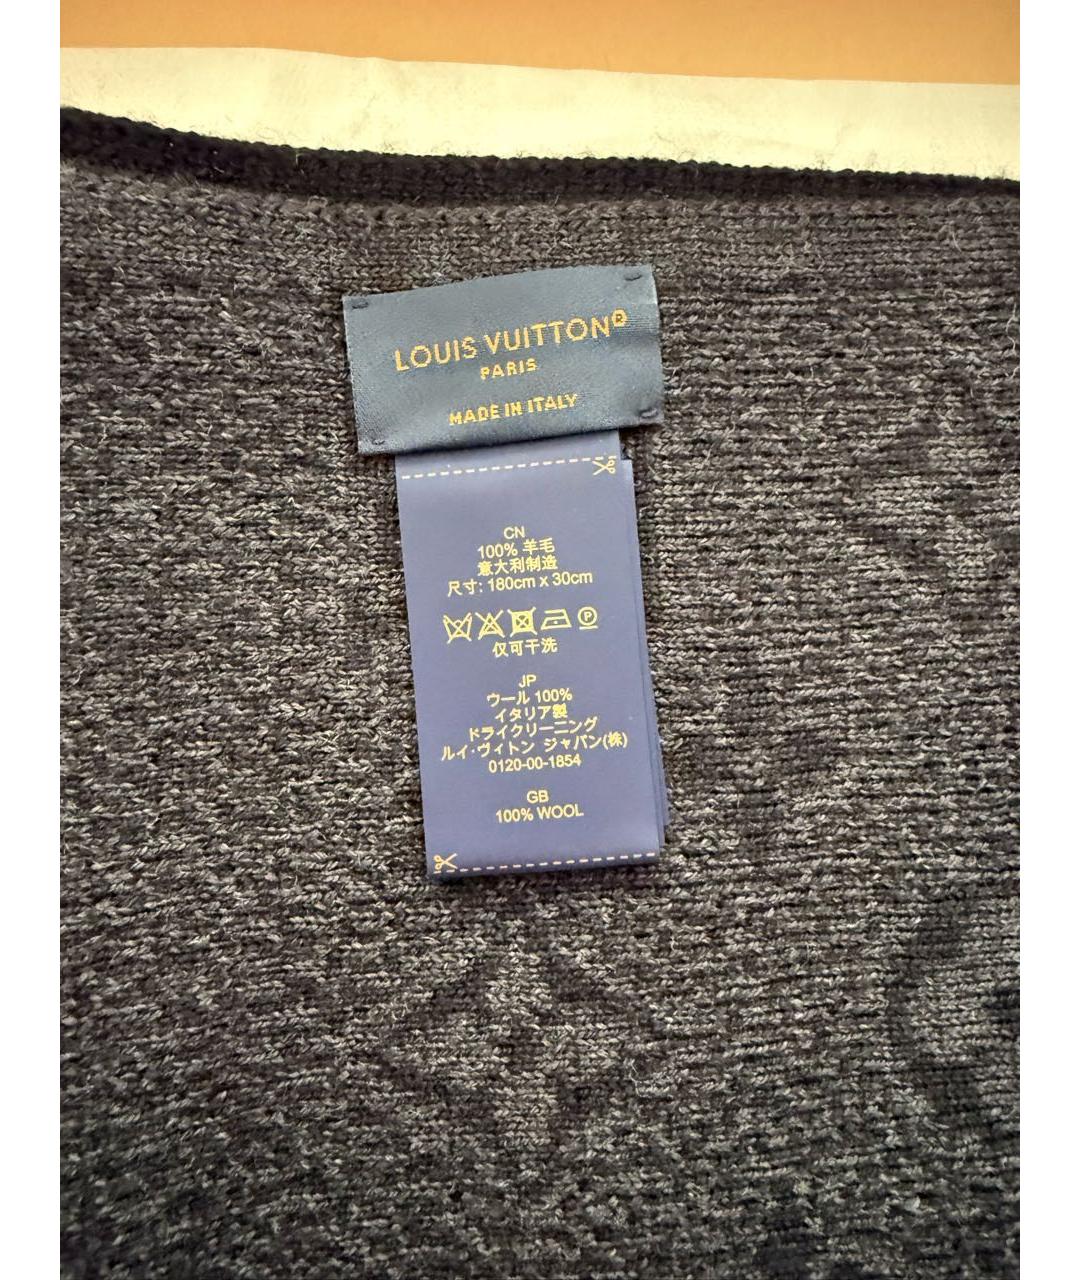 LOUIS VUITTON®
PARIS
MADE IN ITALY
CN
100% 羊毛
意大利制造
尺寸: 180cm x 30cm
P
仅可干洗
JP
ウール 100%
イタリア製
ドライクリーニング
ルイ・ヴィトン ジャパン(株)
0120-00-1854
GB
100% WOOL